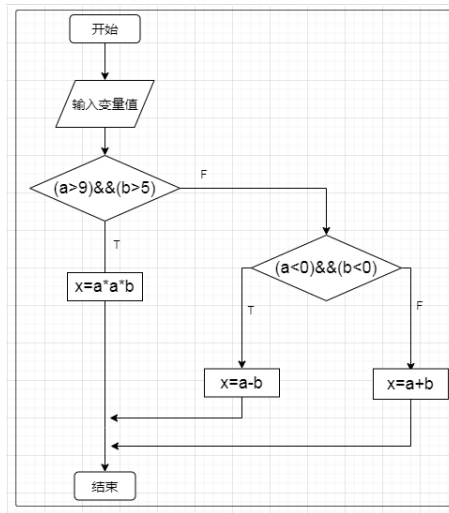 开始
输入变量值
(a>9)&&(b>5)
F
T
(a<0)&&(b<0)
x=a*a*b
T
F
x=a-b
x=a+b
结束